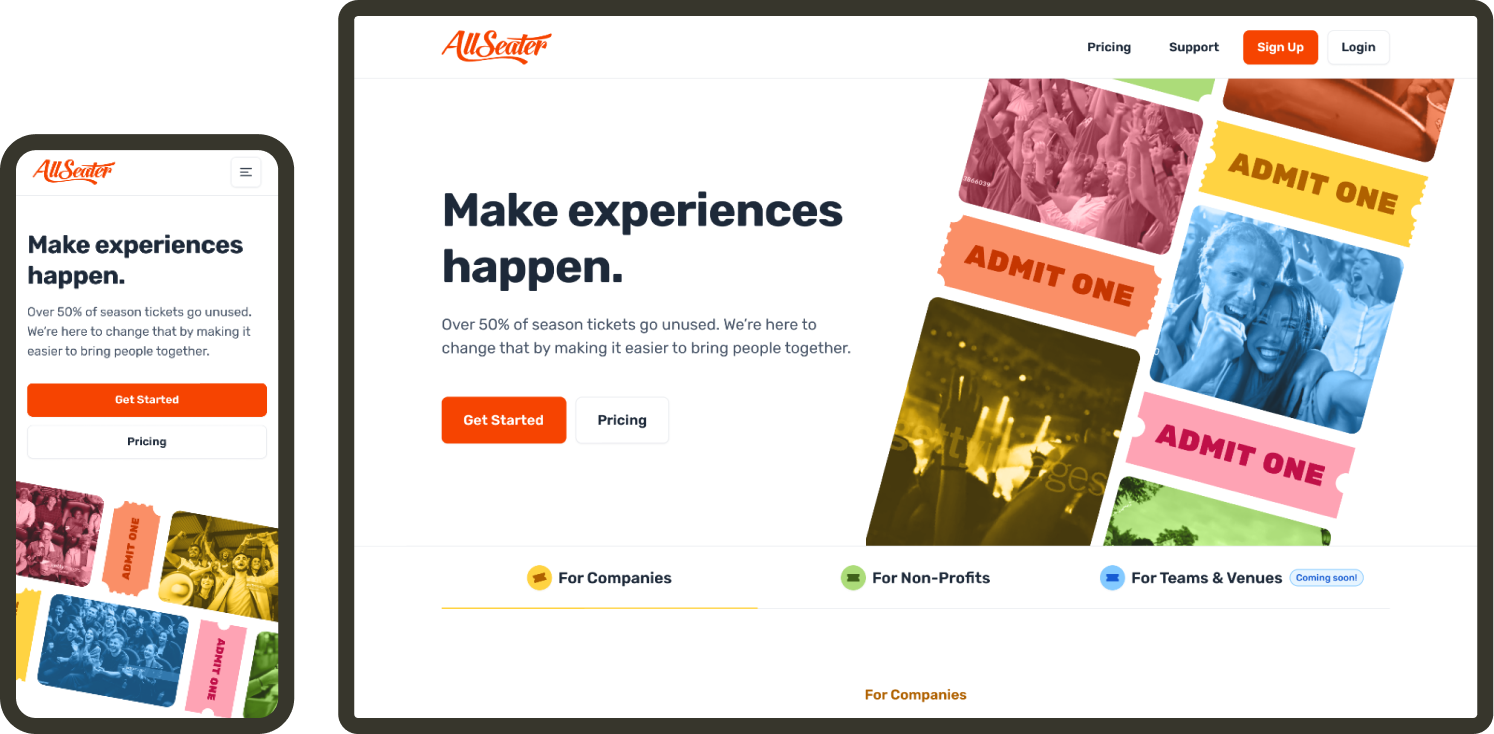 AllSeater
Make experiences
happen.
Over 50% of season tickets go unused.
We’re here to change that by making it
easier to bring people together.
Get Started
Pricing
ADMIT ONE
ADMIT ONE
AllSeater
Pricing
Support
Sign Up
Login
Make experiences
happen.
Over 50% of season tickets go unused. We’re here to
change that by making it easier to bring people together.
Get Started
Pricing
ADMIT ONE
ADMIT ONE
ADMIT ONE
For Companies
For Non-Profits
For Teams & Venues
Coming soon!
For Companies